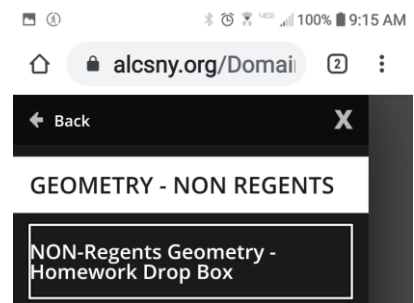 100% 9:15 AM
alcsny.org/Domai 2
Back X
GEOMETRY - NON REGENTS
NON-Regents Geometry -
Homework Drop Box